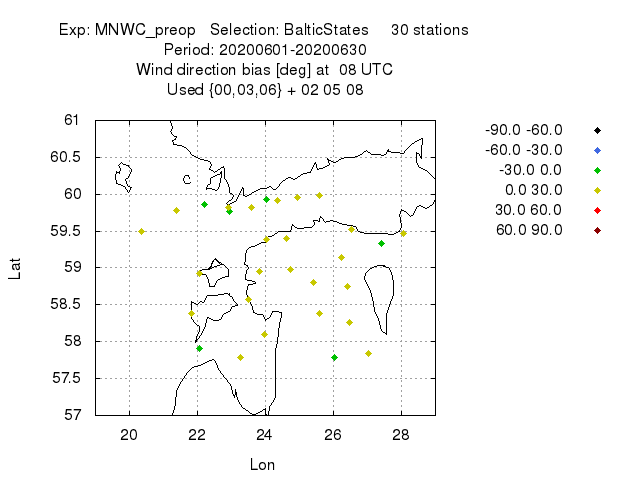 Exp: MNWC_preop Selection: BalticStates 30 stations
Period: 20200601-20200630
Wind direction bias [deg] at 08 UTC
Used {00,03,06} + 02 05 08
-90.0 -60.0
-60.0 -30.0
-30.0 0.0
0.0 30.0
30.0 60.0
60.0 90.0
61
60.5
60
59.5
59
58.5
58
57.5
57
Lat
20 22 24 26 28
Lon